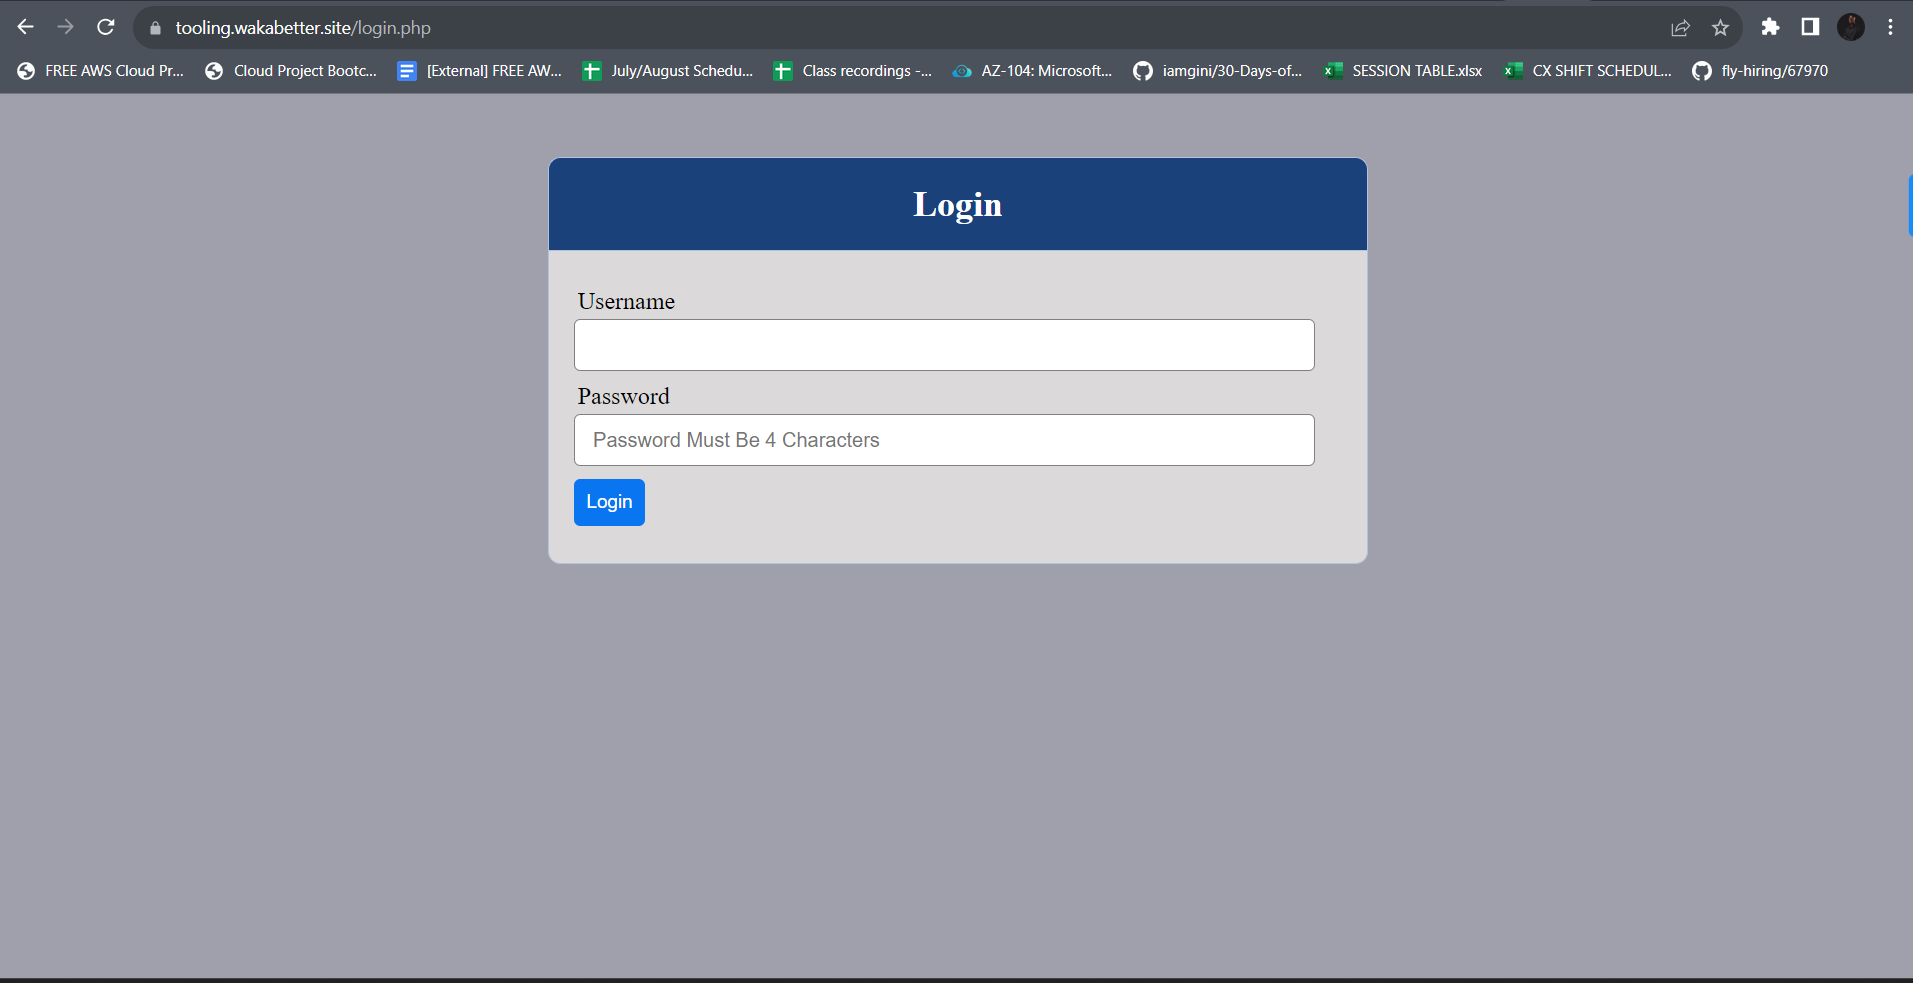 tooling.wakabetter.site/login.php
FREE AWS Cloud Pr... Cloud Project Bootc... [External] FREE AW... July/August Schedu... Class recordings -... AZ-104: Microsoft... iamgini/30-Days-of... SESSION TABLE.xlsx CX SHIFT SCHEDUL... fly-hiring/67970
Login
Username
Password
Password Must Be 4 Characters
Login